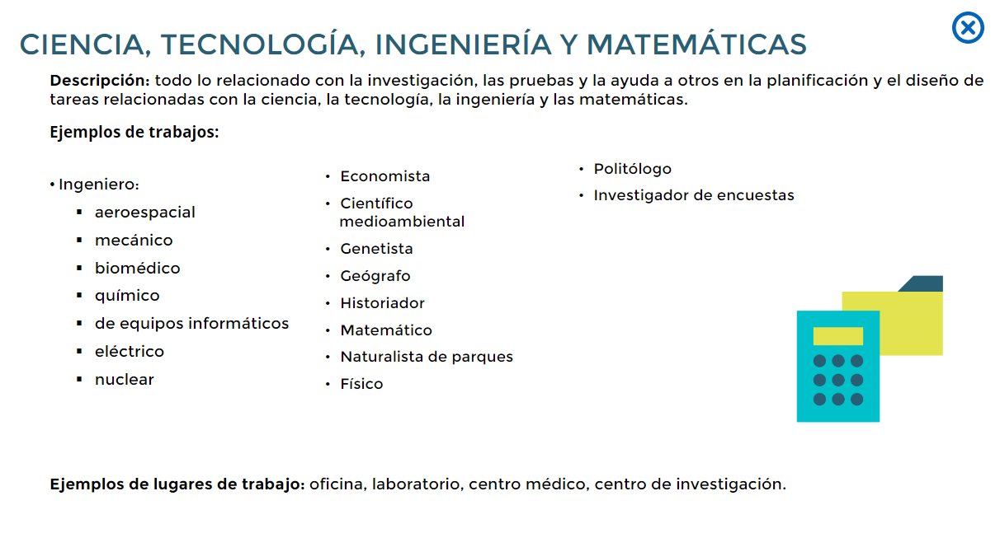 CIENCIA, TECNOLOGÍA, INGENIERÍA Y MATEMÁTICAS
Descripción: todo lo relacionado con la investigación, las pruebas y la ayuda a otros en la planificación y el diseño de
tareas relacionadas con la ciencia, la tecnología, la ingeniería y las matemáticas.
Ejemplos de trabajos:
• Ingeniero:
▪ aeroespacial
▪ mecánico
▪ biomédico
▪ químico
▪ de equipos informáticos
▪ eléctrico
▪ nuclear
• Economista
• Científico
medioambiental
• Genetista
• Geógrafo
• Historiador
• Matemático
• Naturalista de parques
• Físico
• Politólogo
• Investigador de encuestas
Ejemplos de lugares de trabajo: oficina, laboratorio, centro médico, centro de investigación.